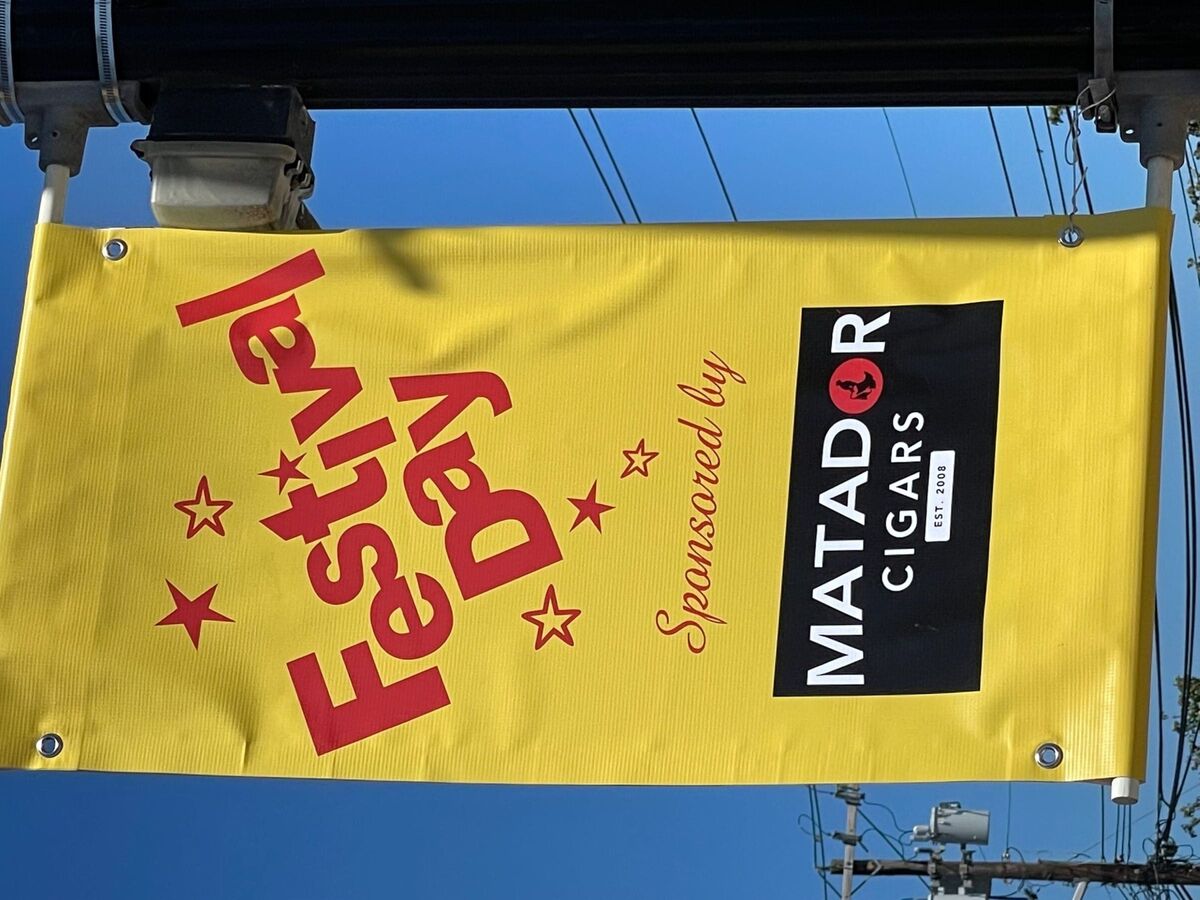 Festival
Day
Sponsored by
MATADOR
CIGARS
EST. 2008